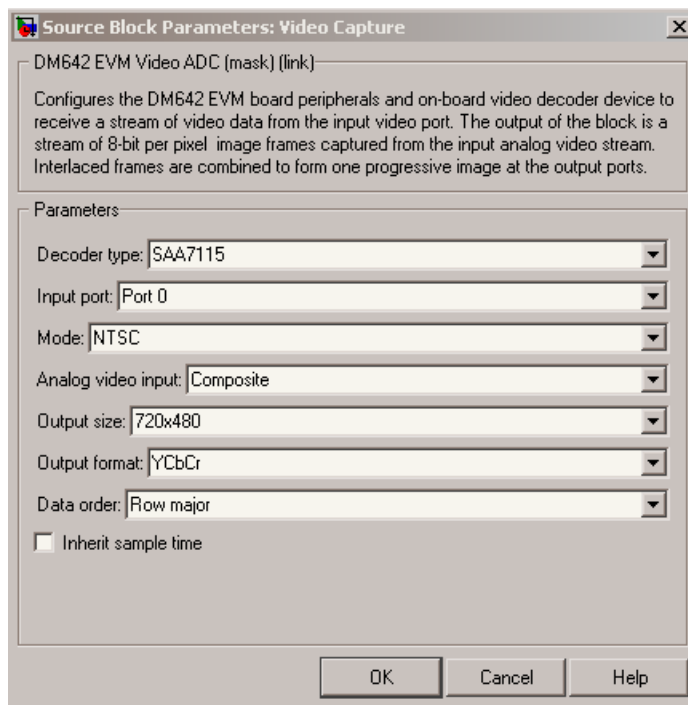 Source Block Parameters: Video Capture
DM642 EVM Video ADC (mask) (link)
Configures the DM642 EVM board peripherals and on-board video decoder device to
receive a stream of video data from the input video port. The output of the block is a
stream of 8-bit per pixel image frames captured from the input analog video stream.
Interlaced frames are combined to form one progressive image at the output ports.
Parameters
Decoder type: SAA7115
Input port: Port 0
Mode: NTSC
Analog video input: Composite
Output size: 720x480
Output format: YCbCr
Data order: Row major
Inherit sample time
OK Cancel Help